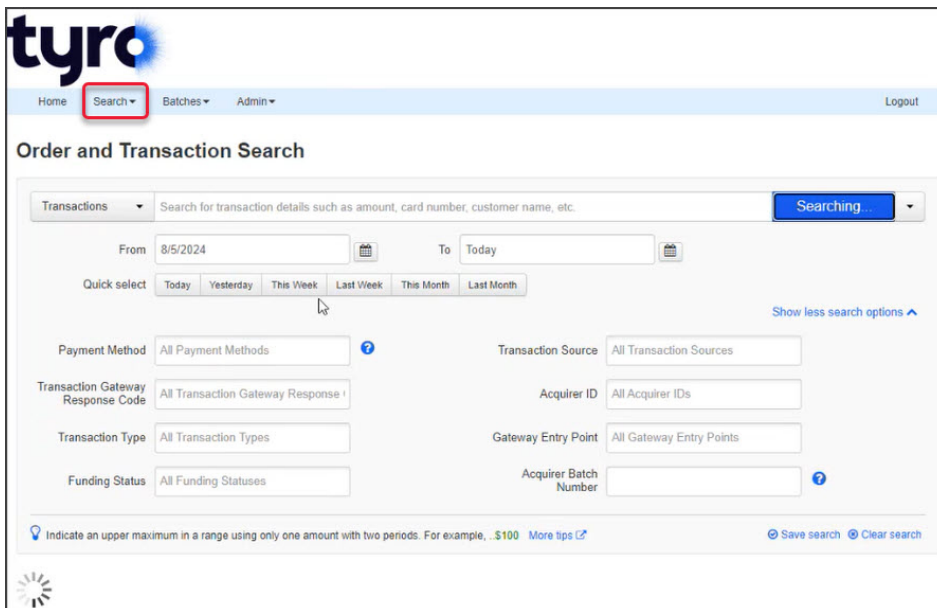 tyro
Home Search Batches Admin Logout
Order and Transaction Search
Transactions Search for transaction details such as amount, card number, customer name, etc. Searching...
From 8/5/2024 To Today
Quick select Today Yesterday This Week Last Week This Month Last Month
Show less search options
Payment Method All Payment Methods ? Transaction Source All Transaction Sources
Transaction Gateway
Response Code All Transaction Gateway Response Acquirer ID All Acquirer IDs
Transaction Type All Transaction Types Gateway Entry Point All Gateway Entry Points
Funding Status All Funding Statuses Acquirer Batch
Number ?
Indicate an upper maximum in a range using only one amount with two periods. For example, ..$100 More tips Save search Clear search